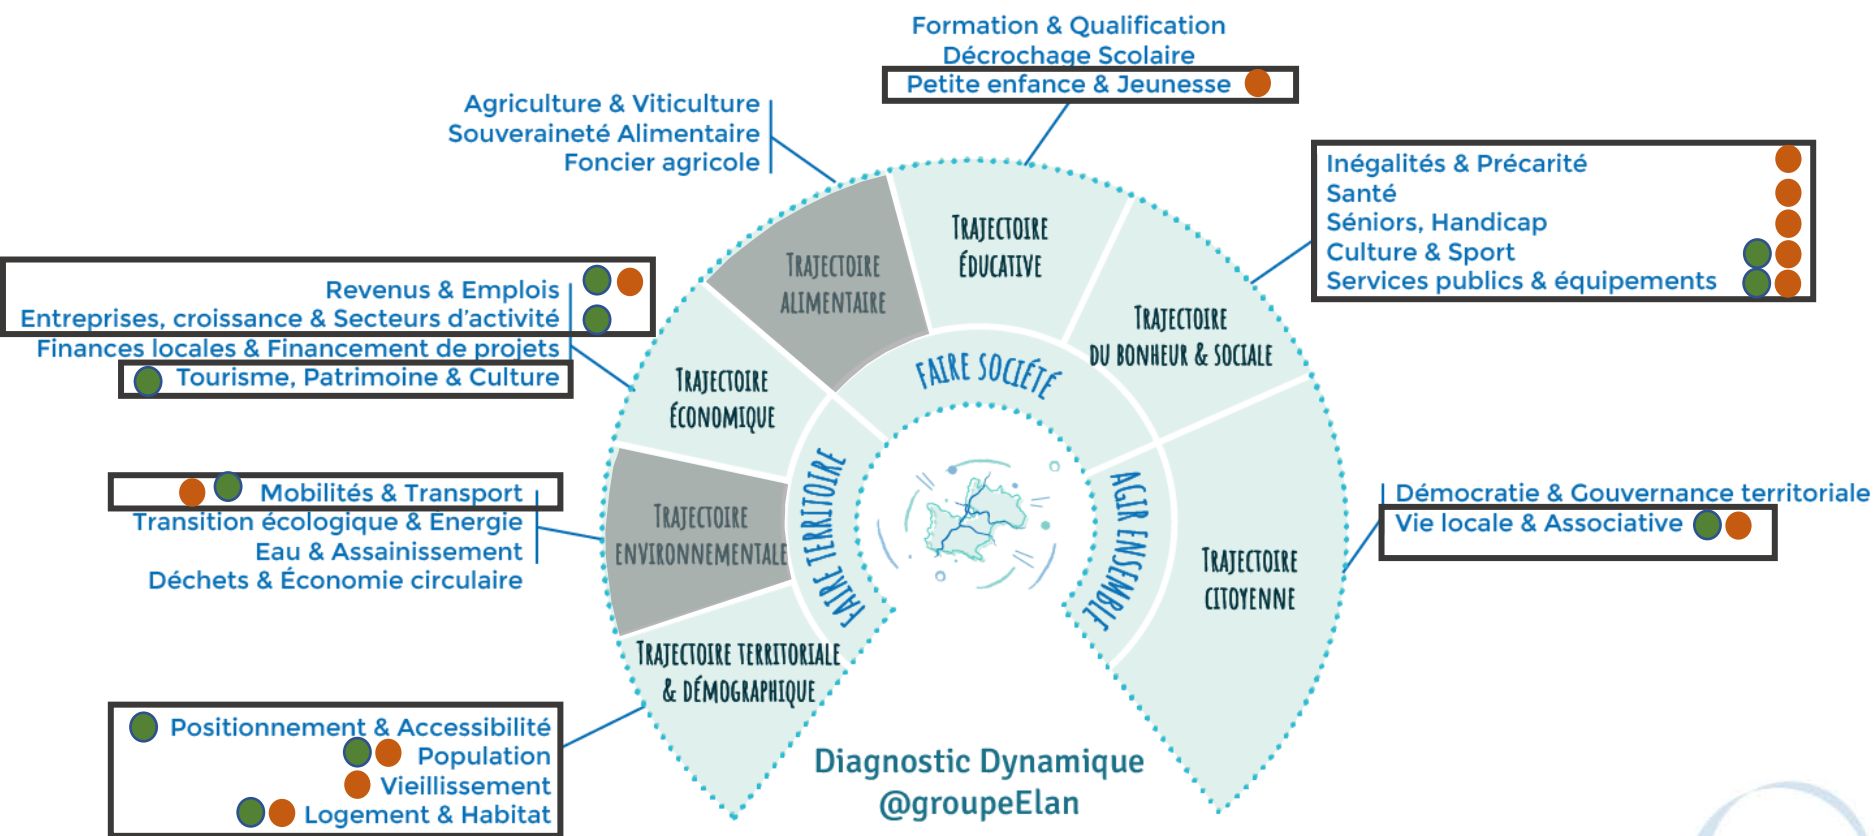 Formation & Qualification
Décrochage Scolaire
Petite enfance & Jeunesse
Agriculture & Viticulture
Souveraineté Alimentaire
Foncier agricole
Inégalités & Précarité
Santé
Séniors, Handicap
Culture & Sport
Services publics & équipements
Revenus & Emplois
Entreprises, croissance & Secteurs d'activité
Finances locales & Financement de projets
Tourisme, Patrimoine & Culture
TRAJECTOIRE
ÉDUCATIVE
TRAJECTOIRE
ALIMENTAIRE
TRAJECTOIRE
DU BONHEUR & SOCIALE
TRAJECTOIRE
ÉCONOMIQUE
FAIRE SOCIÉTÉ
FAIRE TERRITOIRE
AGIR ENSEMBLE
Mobilités & Transport
Transition écologique & Énergie
Eau & Assainissement
Déchets & Économie circulaire
TRAJECTOIRE
ENVIRONNEMENTALE
Démocratie & Gouvernance territoriale
Vie locale & Associative
TRAJECTOIRE
CITOYENNE
TRAJECTOIRE TERRITORIALE
& DÉMOGRAPHIQUE
Positionnement & Accessibilité
Population
Vieillissement
Logement & Habitat
Diagnostic Dynamique
@groupeElan